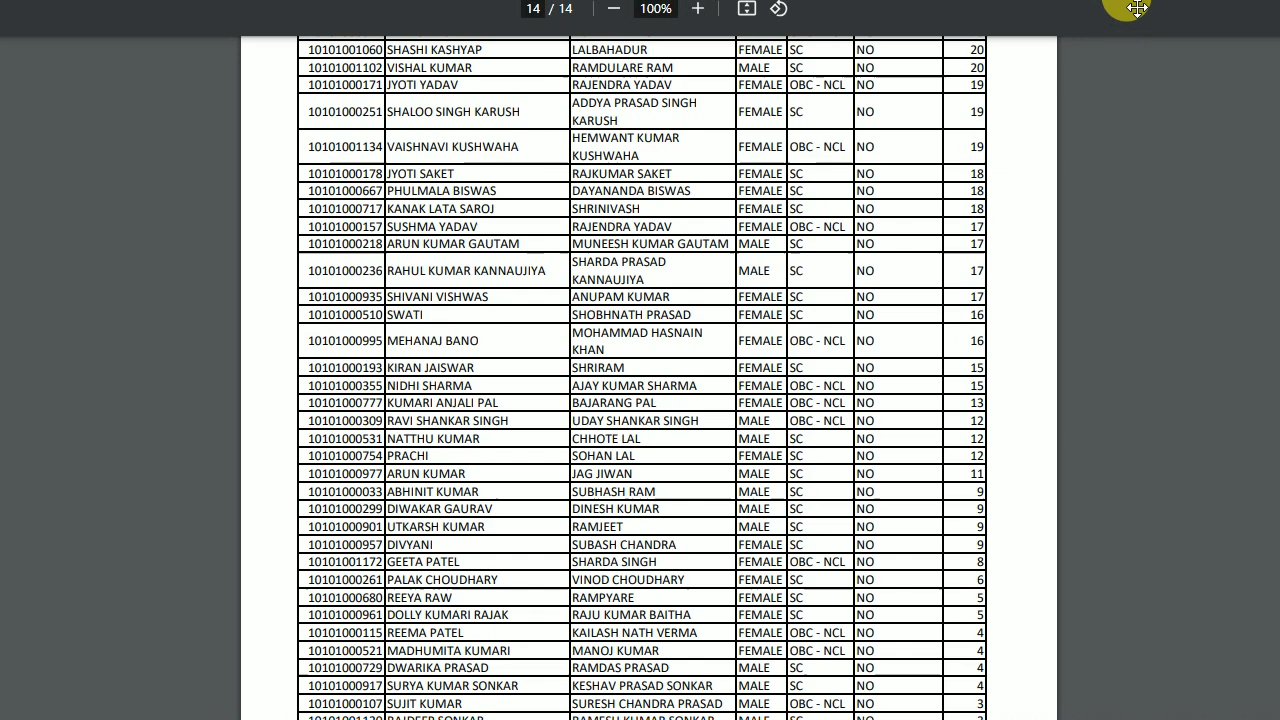 14 / 14 100%
10101001060 SHASHI KASHYAP LALBAHADUR FEMALE SC NO 20
10101001102 VISHAL KUMAR RAMDULARE RAM MALE SC NO 20
10101000171 JYOTI YADAV RAJENDRA YADAV FEMALE OBC - NCL NO 19
10101000251 SHALOO SINGH KARUSH ADDYA PRASAD SINGH KARUSH FEMALE SC NO 19
10101001134 VAISHNAVI KUSHWAHA HEMWANT KUMAR KUSHWAHA FEMALE OBC - NCL NO 19
10101000178 JYOTI SAKET RAJKUMAR SAKET FEMALE SC NO 18
10101000667 PHULMALA BISWAS DAYANANDA BISWAS FEMALE SC NO 18
10101000717 KANAK LATA SAROJ SHRINIVASH FEMALE SC NO 18
10101000157 SUSHMA YADAV RAJENDRA YADAV FEMALE OBC - NCL NO 17
10101000218 ARUN KUMAR GAUTAM MUNEESH KUMAR GAUTAM MALE SC NO 17
10101000236 RAHUL KUMAR KANNAUJIYA SHARDA PRASAD KANNAUJIYA MALE SC NO 17
10101000935 SHIVANI VISHWAS ANUPAM KUMAR FEMALE SC NO 17
10101000510 SWATI SHOBHNATH PRASAD FEMALE SC NO 16
10101000995 MEHANAJ BANO MOHAMMAD HASNAIN KHAN FEMALE OBC - NCL NO 16
10101000193 KIRAN JAISWAR SHRIRAM FEMALE SC NO 15
10101000355 NIDHI SHARMA AJAY KUMAR SHARMA FEMALE OBC - NCL NO 15
10101000777 KUMARI ANJALI PAL BAJARANG PAL FEMALE OBC - NCL NO 13
10101000309 RAVI SHANKAR SINGH UDAY SHANKAR SINGH MALE OBC - NCL NO 12
10101000531 NATTHU KUMAR CHHOTE LAL MALE SC NO 12
10101000754 PRACHI SOHAN LAL FEMALE SC NO 12
10101000977 ARUN KUMAR JAG JIWAN MALE SC NO 11
10101000033 ABHINIT KUMAR SUBHASH RAM MALE SC NO 9
10101000299 DIWAKAR GAURAV DINESH KUMAR MALE SC NO 9
10101000901 UTKARSH KUMAR RAMJEET MALE SC NO 9
10101000957 DIVYANI SUBASH CHANDRA FEMALE SC NO 9
10101001172 GEETA PATEL SHARDA SINGH FEMALE OBC - NCL NO 8
10101000261 PALAK CHOUDHARY VINOD CHOUDHARY FEMALE SC NO 6
10101000680 REEYA RAW RAMPYARE FEMALE SC NO 5
10101000961 DOLLY KUMARI RAJAK RAJU KUMAR BAITHA FEMALE SC NO 5
10101000115 REEMA PATEL KAILASH NATH VERMA FEMALE OBC - NCL NO 4
10101000521 MADHUMITA KUMARI MANOJ KUMAR FEMALE OBC - NCL NO 4
10101000729 DWARIKA PRASAD RAMDAS PRASAD MALE SC NO 4
10101000917 SURYA KUMAR SONKAR KESHAV PRASAD SONKAR MALE SC NO 4
10101000107 SUJIT KUMAR SURESH CHANDRA PRASAD MALE OBC - NCL NO 3